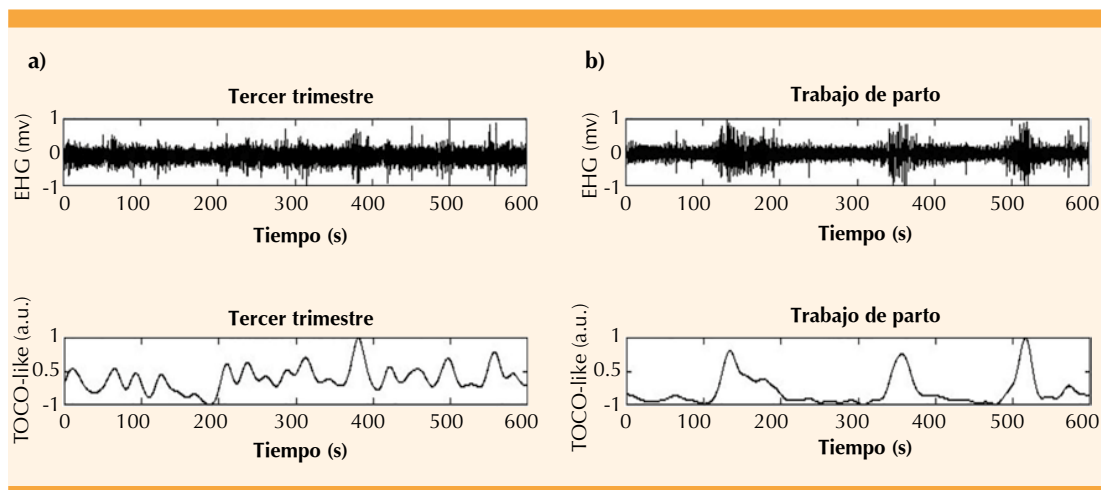 a)
Tercer trimestre
EHG (mv)
1
0
-1
0 100 200 300 400 500 600
Tiempo (s)
Tercer trimestre
TOCO-like (a.u.)
1
0.5
-1
0 100 200 300 400 500 600
Tiempo (s)
b)
Trabajo de parto
EHG (mv)
1
0
-1
0 100 200 300 400 500 600
Tiempo (s)
Trabajo de parto
TOCO-like (a.u.)
1
0.5
-1
0 100 200 300 400 500 600
Tiempo (s)